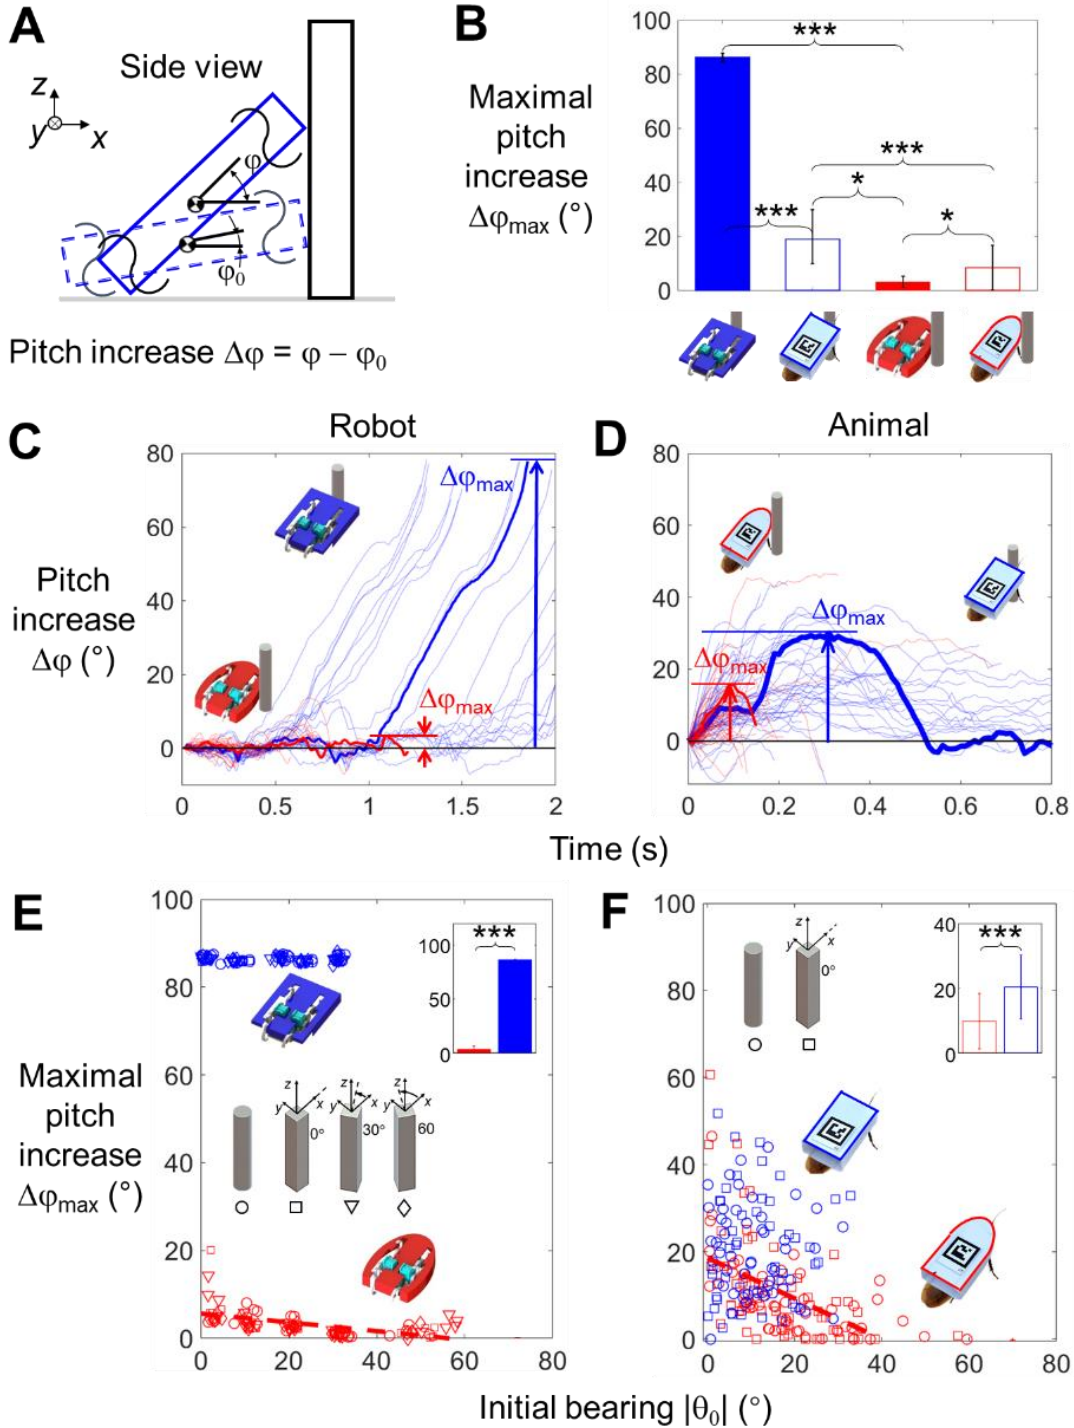 A
Side view
z
y
x
φ
φ0
Pitch increase Δφ = φ − φ0
B
Maximal
pitch
increase
Δφmax (°)
100
80
60
40
20
0
***
***
*
***
*
C
Robot
Pitch
increase
Δφ (°)
80
60
40
20
0
Δφmax
Δφmax
0
0.5
1
1.5
2
D
Animal
80
60
40
20
0
Δφmax
Δφmax
0
0.2
0.4
0.6
0.8
Time (s)
E
Maximal
pitch
increase
Δφmax (°)
100
80
60
40
20
0
***
100
50
0
z
y
x
0°
z
y
x
30°
z
y
x
60
0
20
40
60
80
F
100
80
60
40
20
0
z
y
x
0°
***
40
20
0
0
20
40
60
80
Initial bearing |θ0| (°)